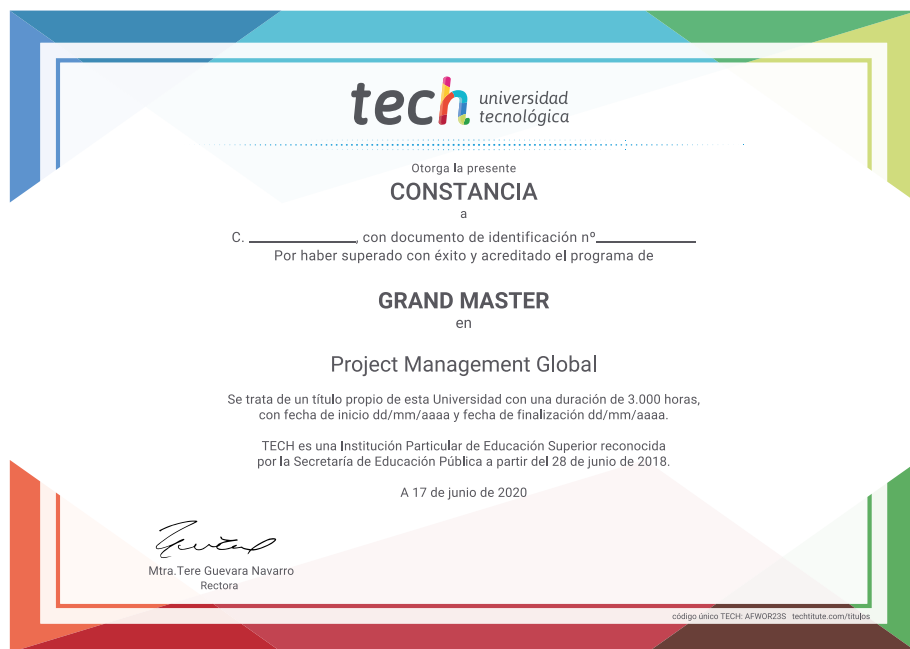 tech universidad
tecnológica
Otorga la presente
CONSTANCIA
a
C. ____________, con documento de identificación nº____________
Por haber superado con éxito y acreditado el programa de
GRAND MASTER
en
Project Management Global
Se trata de un título propio de esta Universidad con una duración de 3.000 horas,
con fecha de inicio dd/mm/aaaa y fecha de finalización dd/mm/aaaa.
TECH es una Institución Particular de Educación Superior reconocida
por la Secretaría de Educación Pública a partir del 28 de junio de 2018.
A 17 de junio de 2020
Mtra.Tere Guevara Navarro
Rectora
código único TECH: AFWOR23S techtitute.com/titulos